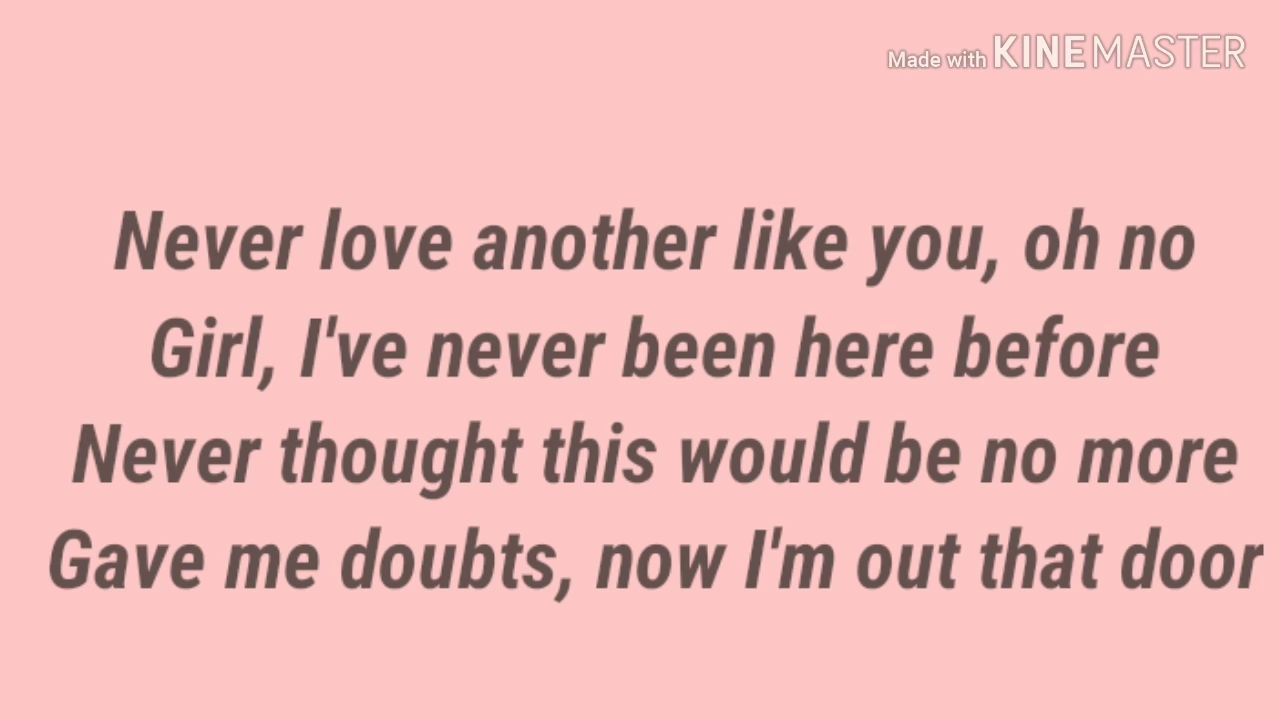 Made with KINEMASTER
Never love another like you, oh no
Girl, I've never been here before
Never thought this would be no more
Gave me doubts, now I'm out that door